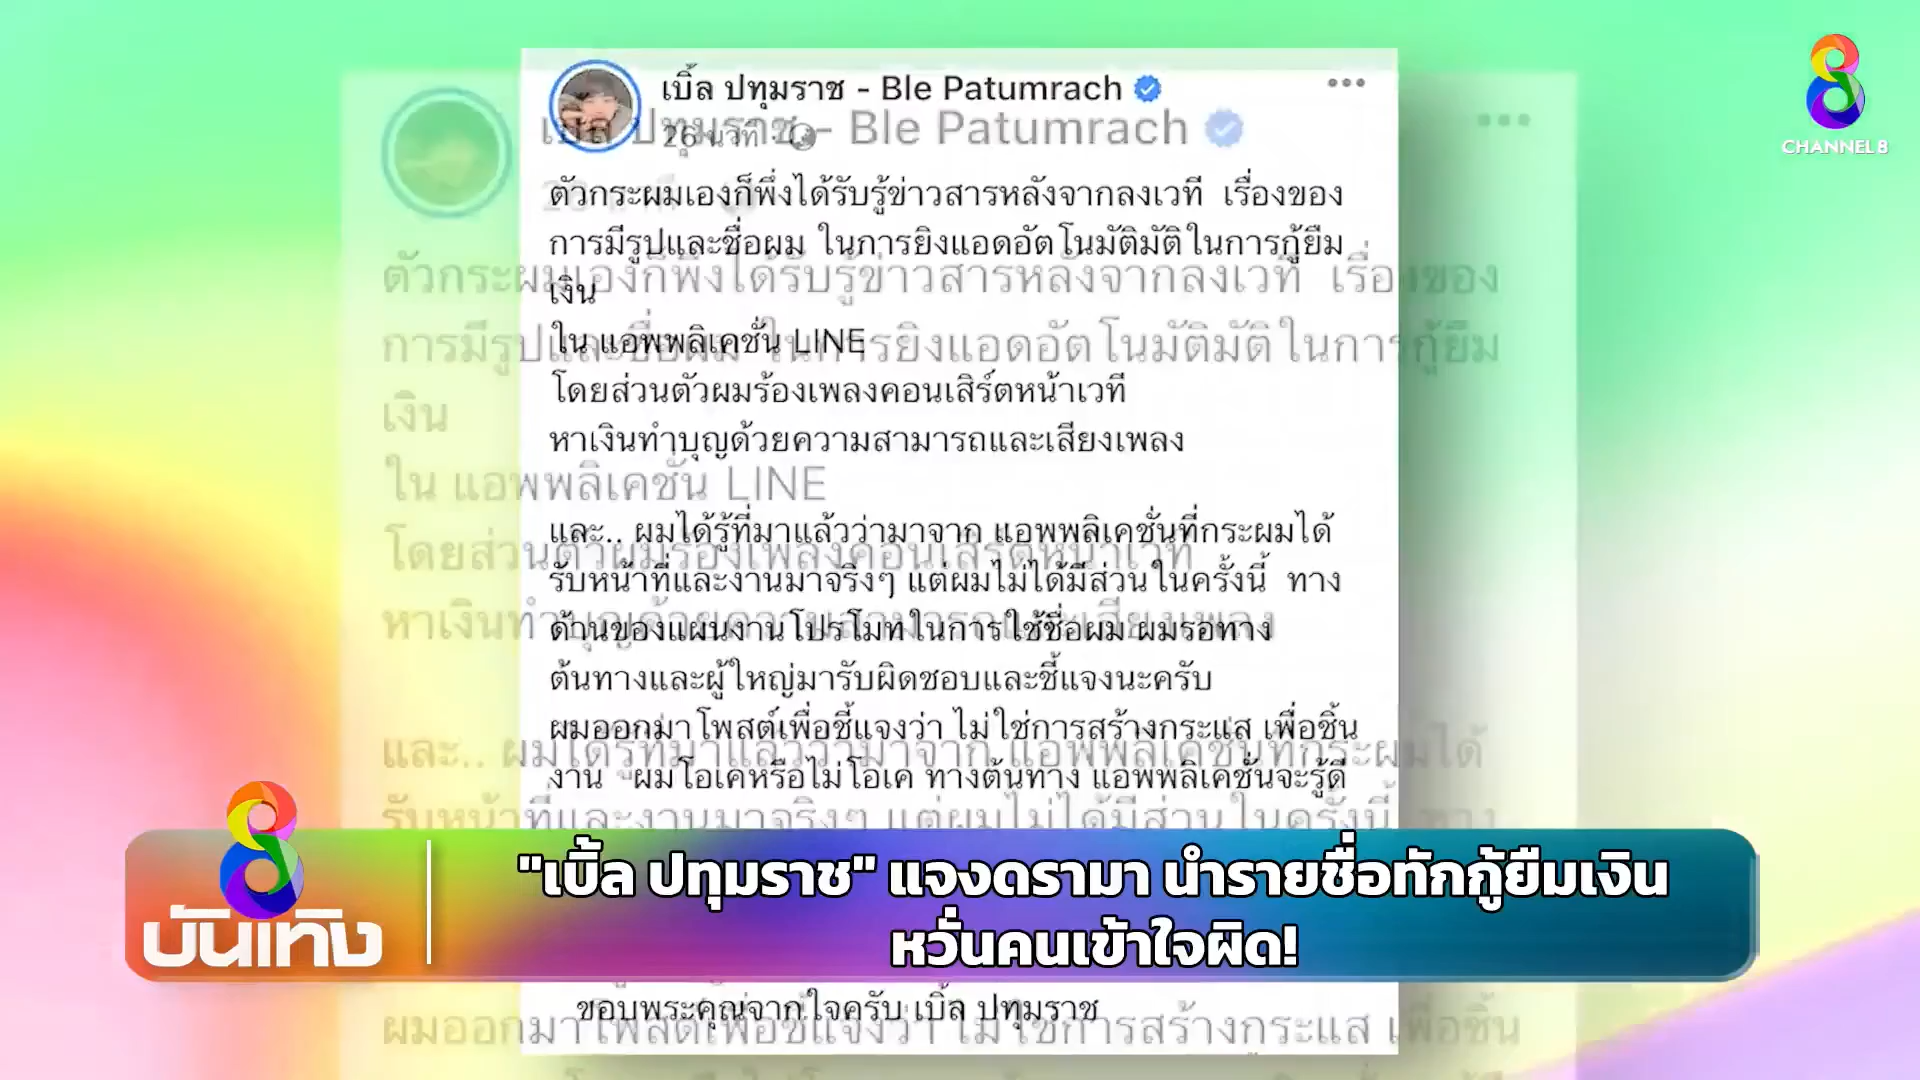 เบิ้ล ปทุมราช - Ble Patumrach
26 นาที
ตัวกระผมเองก็พึ่งได้รับรู้ข่าวสารหลังจากลงเวที เรื่องของ
การมีรูปและชื่อผม ในการยิงแอดอัตโนมัติมัติในการกู้ยืม
เงิน
ใน แอพพลิเคชั่น LINE
โดยส่วนตัวผมร้องเพลงคอนเสิร์ตหน้าเวที
หาเงินทำบุญด้วยความสามารถและเสียงเพลง
และ.. ผมได้รู้ที่มาแล้วว่ามาจาก แอพพลิเคชั่นที่กระผมได้
รับหน้าที่และงานมาจริงๆ แต่ผมไม่ได้มีส่วนในครั้งนี้ ทาง
ด้านของแผนงานโปรโมทในการใช้ชื่อผม ผมรอทาง
ต้นทางและผู้ใหญ่มารับผิดชอบและชี้แจงนะครับ
ผมออกมาโพสต์เพื่อชี้แจงว่า ไม่ใช่การสร้างกระแส เพื่อชิ้น
งาน ผมโอเคหรือไม่โอเค ทางต้นทาง แอพพลิเคชั่นจะรู้ดี
ขอบพระคุณจากใจครับ เบิ้ล ปทุมราช
CHANNEL 8
8 บันเทิง
"เบิ้ล ปทุมราช" แจงดรามา นำรายชื่อทักกู้ยืมเงิน
หวั่นคนเข้าใจผิด!